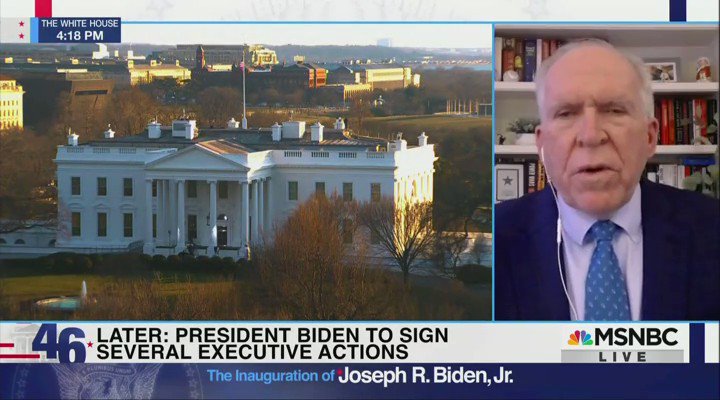 THE WHITE HOUSE
4:18 PM
MSNBC
46
LATER: PRESIDENT BIDEN TO SIGN
SEVERAL EXECUTIVE ACTIONS
MSNBC
LIVE
The Inauguration of Joseph R. Biden, Jr.